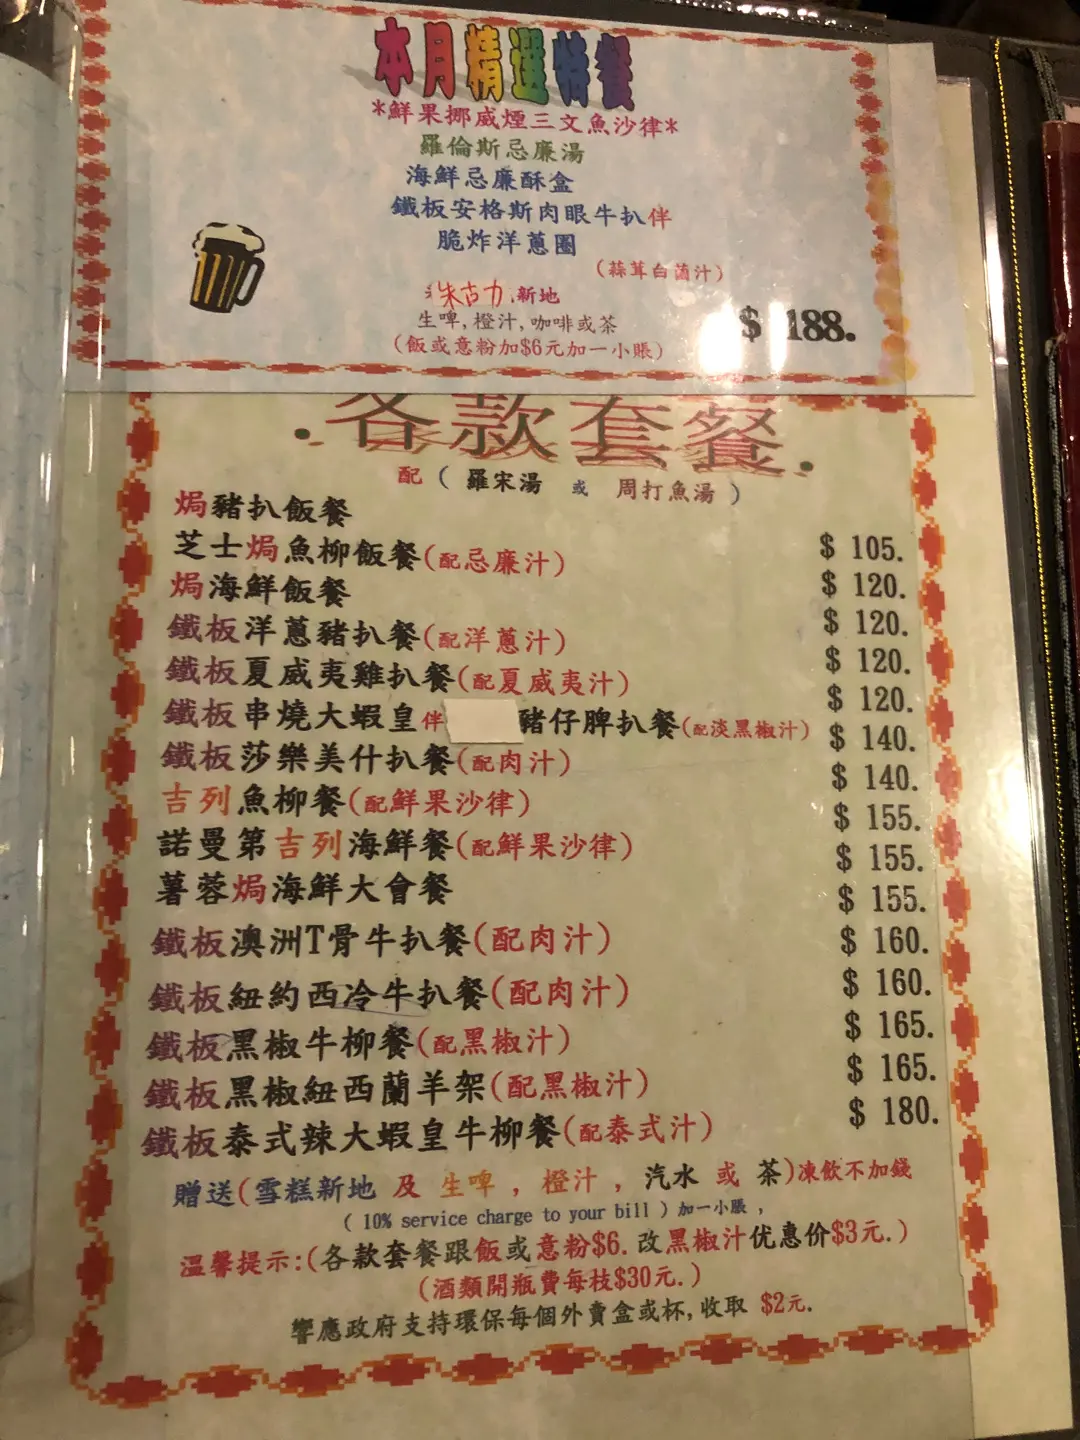 本月精選特餐
*鮮果挪威煙三文魚沙律*
羅倫斯忌廉湯
海鮮忌廉酥盒
鐵板安格斯肉眼牛扒伴
脆炸洋蔥圈
(蒜茸白菌汁)
朱古力 新地
生啤, 橙汁, 咖啡或茶 $ 188.
(飯或意粉加$6元加一小賬)
各款套餐
配 ( 羅宋湯 或 周打魚湯 )
焗豬扒飯餐 $ 105.
芝士焗魚柳飯餐(配忌廉汁) $ 120.
焗海鮮飯餐 $ 120.
鐵板洋蔥豬扒餐(配洋蔥汁) $ 120.
鐵板夏威夷雞扒餐(配夏威夷汁) $ 120.
鐵板串燒大蝦皇伴 豬仔脾扒餐(配淡黑椒汁) $ 140.
鐵板莎樂美什扒餐(配肉汁) $ 140.
吉列魚柳餐(配鮮果沙律) $ 155.
諾曼第吉列海鮮餐(配鮮果沙律) $ 155.
薯蓉焗海鮮大會餐 $ 155.
鐵板澳洲T骨牛扒餐(配肉汁) $ 160.
鐵板紐約西冷牛扒餐(配肉汁) $ 160.
鐵板黑椒牛柳餐(配黑椒汁) $ 165.
鐵板黑椒紐西蘭羊架(配黑椒汁) $ 165.
鐵板泰式辣大蝦皇牛柳餐(配泰式汁) $ 180.
贈送(雪糕新地 及 生啤 , 橙汁 , 汽水 或 茶)凍飲不加錢
( 10% service charge to your bill ) 加一小賬 ,
溫馨提示:(各款套餐跟飯或意粉$6. 改黑椒汁优惠价$3元.)
(酒類開瓶費每枝$30元.)
響應政府支持環保每個外賣盒或杯, 收取 $2元.